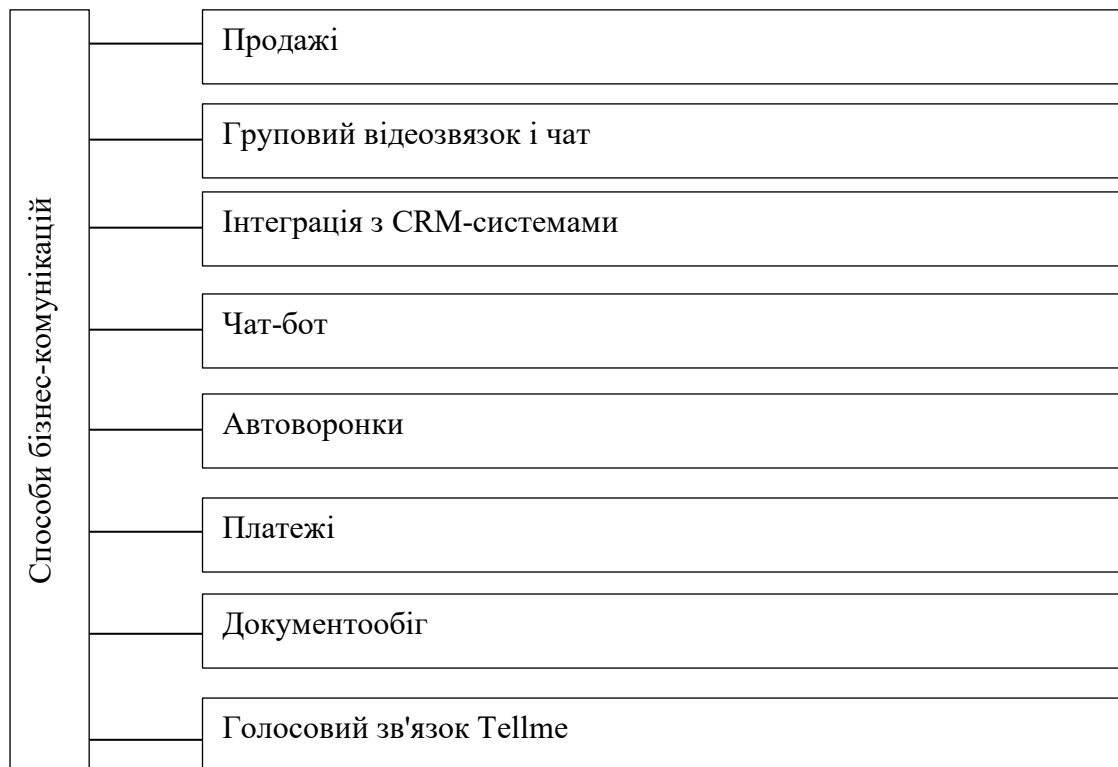 Способи бізнес-комунікацій
Продажі
Груповий відеозвязок і чат
Інтеграція з CRM-системами
Чат-бот
Автоворонки
Платежі
Документообіг
Голосовий зв'язок Tellme